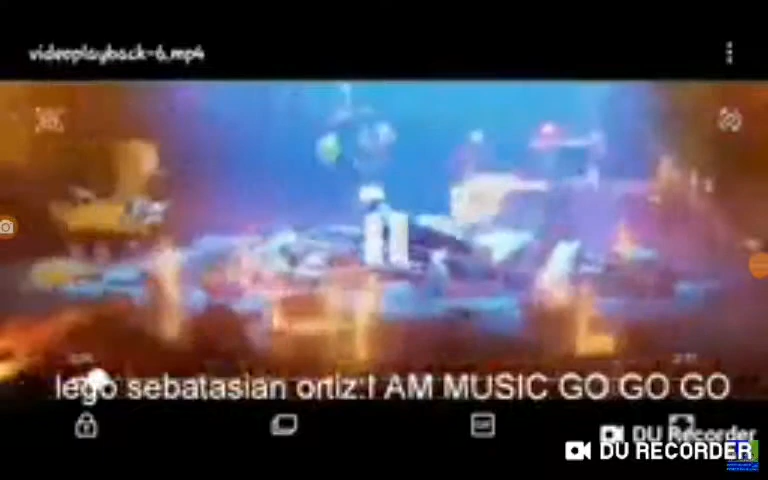 videoplayback-6.mp4
lego sebatasian ortiz:I AM MUSIC GO GO GO
DU Recorder
DU RECORDER